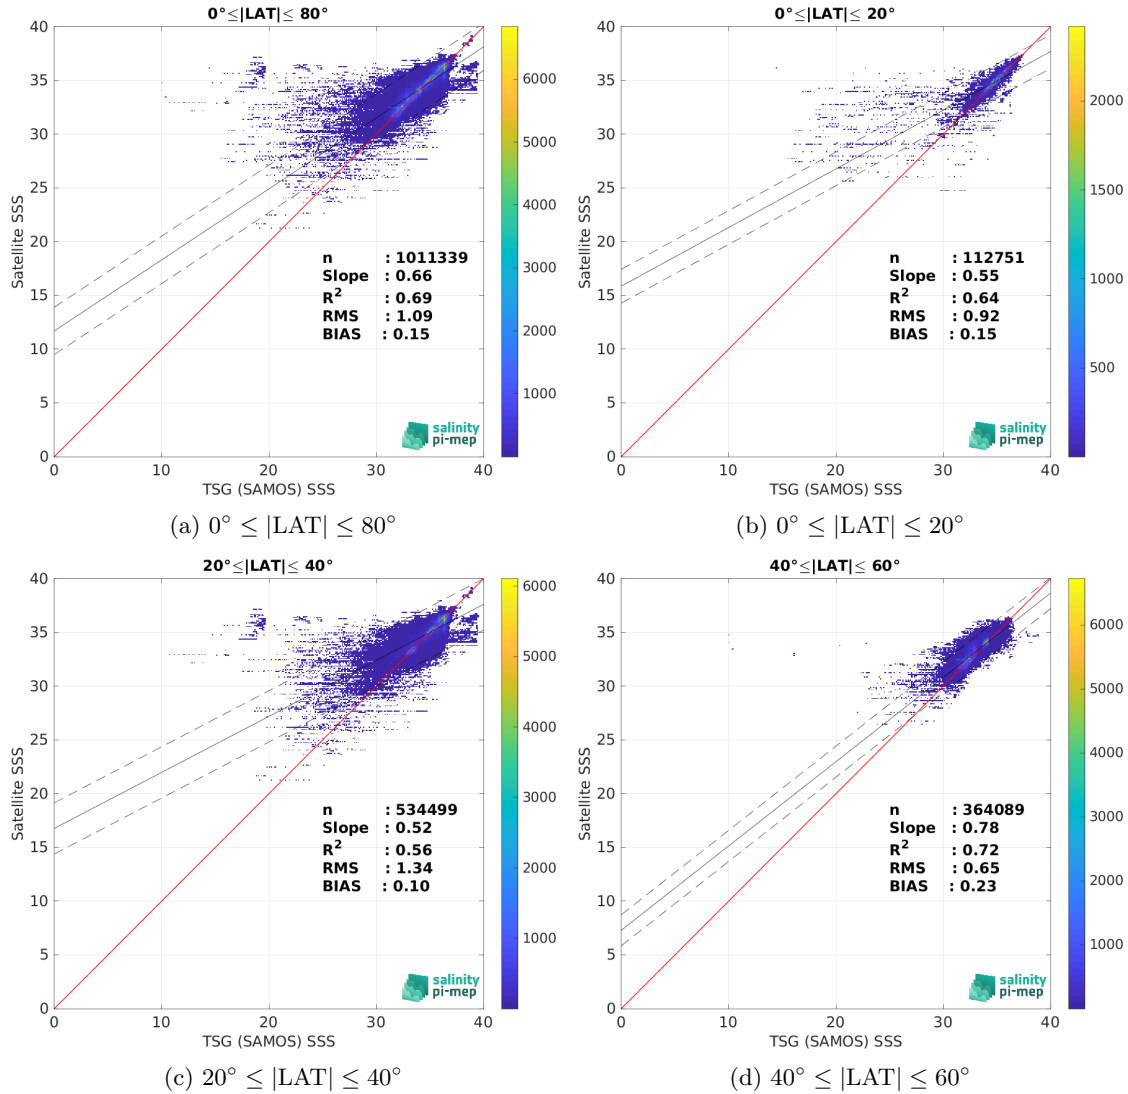 0°≤|LAT|≤ 80°
40
35
30
25
20
15
10
5
0
Satellite SSS
n : 1011339
Slope : 0.66
R² : 0.69
RMS : 1.09
BIAS : 0.15
salinity
pi-mep
0 10 20 30 40
TSG (SAMOS) SSS
6000
5000
4000
3000
2000
1000
(a) 0° ≤ |LAT| ≤ 80°
0°≤|LAT|≤ 20°
40
35
30
25
20
15
10
5
0
Satellite SSS
n : 112751
Slope : 0.55
R² : 0.64
RMS : 0.92
BIAS : 0.15
salinity
pi-mep
0 10 20 30 40
TSG (SAMOS) SSS
2000
1500
1000
500
(b) 0° ≤ |LAT| ≤ 20°
20°≤|LAT|≤ 40°
40
35
30
25
20
15
10
5
0
Satellite SSS
n : 534499
Slope : 0.52
R² : 0.56
RMS : 1.34
BIAS : 0.10
salinity
pi-mep
0 10 20 30 40
TSG (SAMOS) SSS
6000
5000
4000
3000
2000
1000
(c) 20° ≤ |LAT| ≤ 40°
40°≤|LAT|≤ 60°
40
35
30
25
20
15
10
5
0
Satellite SSS
n : 364089
Slope : 0.78
R² : 0.72
RMS : 0.65
BIAS : 0.23
salinity
pi-mep
0 10 20 30 40
TSG (SAMOS) SSS
6000
5000
4000
3000
2000
1000
(d) 40° ≤ |LAT| ≤ 60°